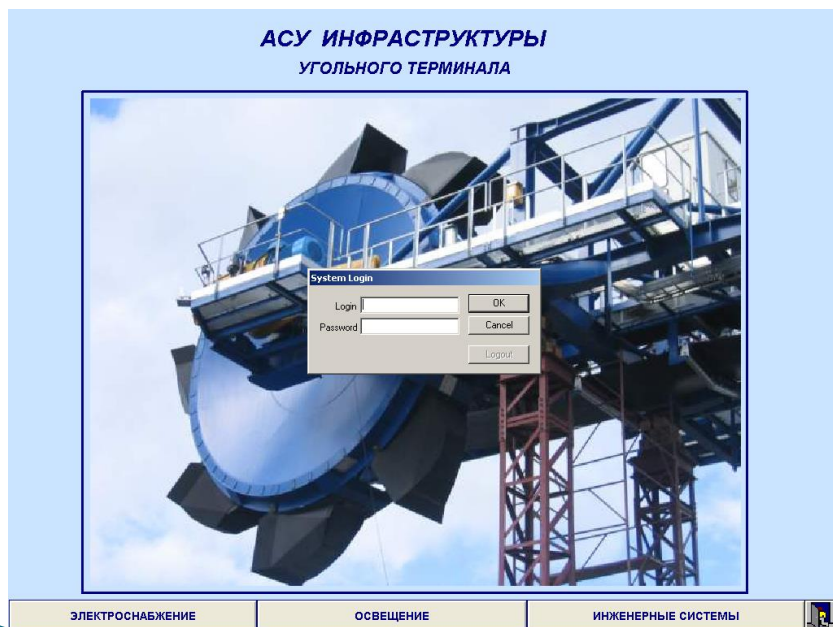 АСУ ИНФРАСТРУКТУРЫ
УГОЛЬНОГО ТЕРМИНАЛА
System Login
Login
OK
Password
Cancel
Logout
ЭЛЕКТРОСНАБЖЕНИЕ ОСВЕЩЕНИЕ ИНЖЕНЕРНЫЕ СИСТЕМЫ